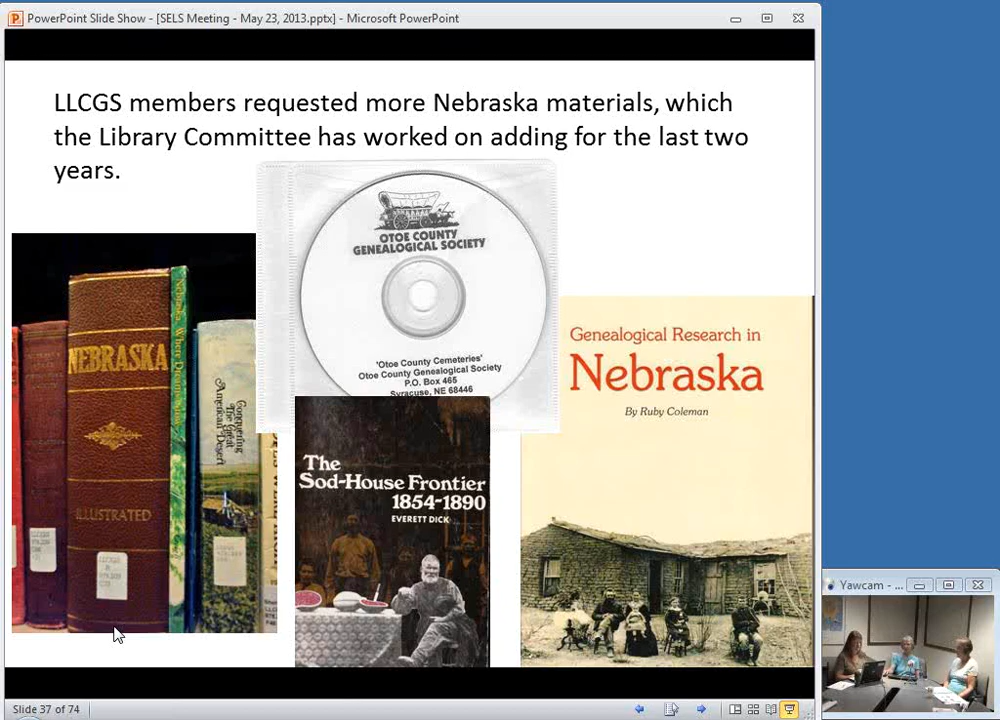 PowerPoint Slide Show - [SELS Meeting - May 23, 2013.pptx] - Microsoft PowerPoint
LLCGS members requested more Nebraska materials, which
the Library Committee has worked on adding for the last two
years.
OTOE COUNTY
GENEALOGICAL SOCIETY
'Otoe County Cemeteries'
Otoe County Genealogical Society
P.O. Box 465
Syracuse, NE 68446
NEBRASKA
ILLUSTRATED
Conquering
The Great
American Desert
The
Sod-House Frontier
1854-1890
EVERETT DICK
Genealogical Research in
Nebraska
By Ruby Coleman
Yawcam - ...
Slide 37 of 74